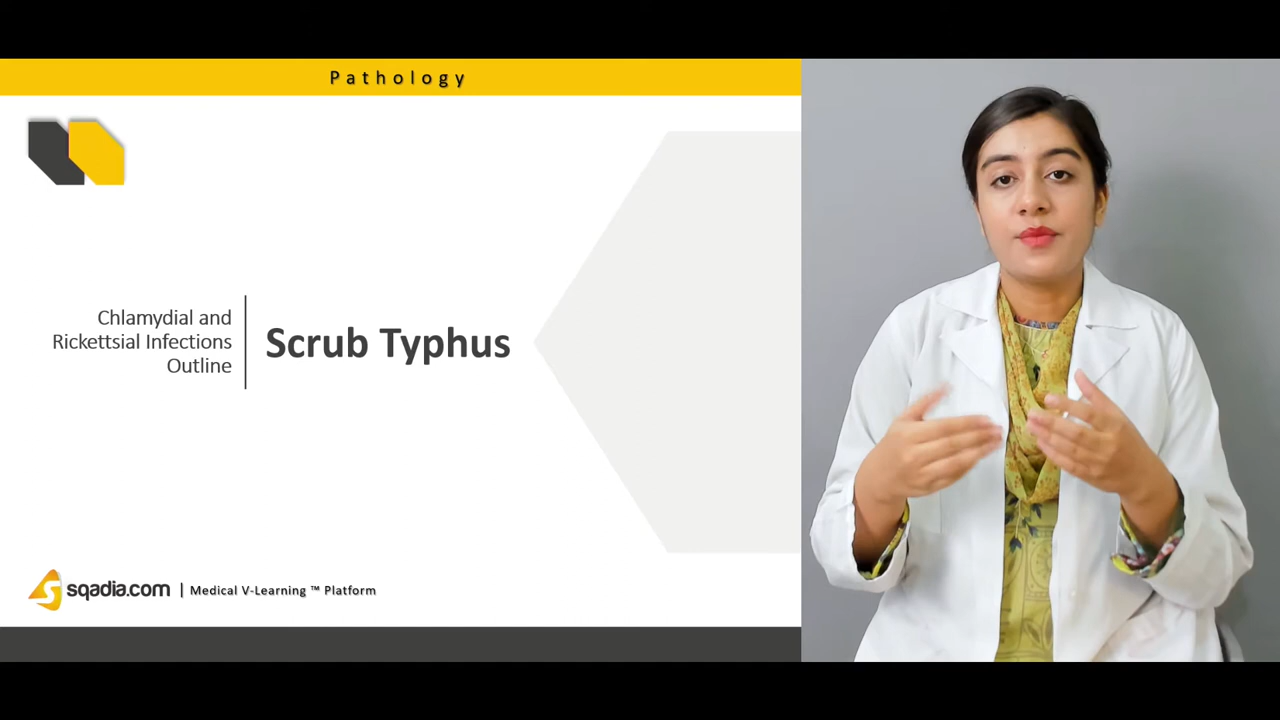 Pathology
Chlamydial and
Rickettsial Infections
Outline
Scrub Typhus
sqadia.com | Medical V-Learning ™ Platform